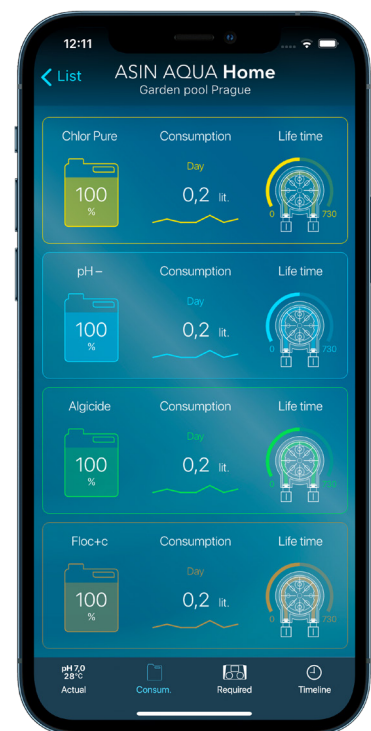 12:11
List
ASIN AQUA Home
Garden pool Prague
Chlor Pure Consumption Life time
Day
100 %
0,2 lit.
0 730
pH – Consumption Life time
Day
100 %
0,2 lit.
0 730
Algicide Consumption Life time
Day
100 %
0,2 lit.
0 730
Floc+c Consumption Life time
Day
100 %
0,2 lit.
0 730
pH 7,0
28°C
Actual Consum. Required Timeline